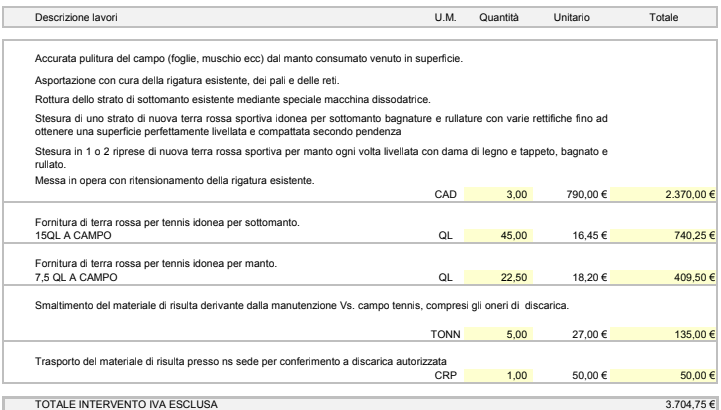 Descrizione lavori U.M. Quantità Unitario Totale
Accurata pulitura del campo (foglie, muschio ecc) dal manto consumato venuto in superficie.
Asportazione con cura della rigatura esistente, dei pali e delle reti.
Rottura dello strato di sottomanto esistente mediante speciale macchina dissodatrice.
Stesura di uno strato di nuova terra rossa sportiva idonea per sottomanto bagnature e rullature con varie rettifiche fino ad
ottenere una superficie perfettamente livellata e compattata secondo pendenza
Stesura in 1 o 2 riprese di nuova terra rossa sportiva per manto ogni volta livellata con dama di legno e tappeto, bagnato e
rullato.
Messa in opera con ritensionamento della rigatura esistente.
CAD 3,00 790,00 € 2.370,00 €
Fornitura di terra rossa per tennis idonea per sottomanto.
15QL A CAMPO QL 45,00 16,45 € 740,25 €
Fornitura di terra rossa per tennis idonea per manto.
7,5 QL A CAMPO QL 22,50 18,20 € 409,50 €
Smaltimento del materiale di risulta derivante dalla manutenzione Vs. campo tennis, compresi gli oneri di discarica.
TONN 5,00 27,00 € 135,00 €
Trasporto del materiale di risulta presso ns sede per conferimento a discarica autorizzata
CRP 1,00 50,00 € 50,00 €
TOTALE INTERVENTO IVA ESCLUSA 3.704,75 €